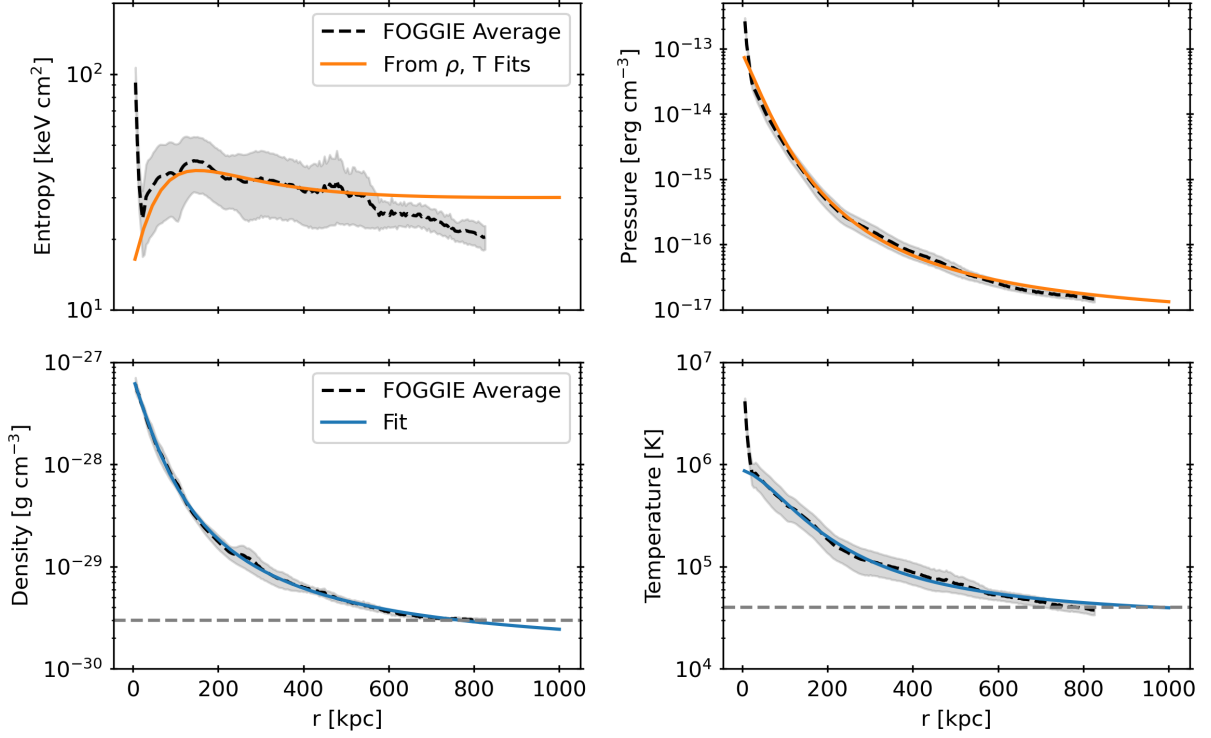 Entropy [keV cm²]
10²
10¹
FOGGIE Average
From ρ, T Fits
Pressure [erg cm⁻³]
10⁻¹³
10⁻¹⁴
10⁻¹⁵
10⁻¹⁶
10⁻¹⁷
Density [g cm⁻³]
10⁻²⁷
10⁻²⁸
10⁻²⁹
10⁻³⁰
FOGGIE Average
Fit
0 200 400 600 800 1000
r [kpc]
Temperature [K]
10⁷
10⁶
10⁵
10⁴
0 200 400 600 800 1000
r [kpc]